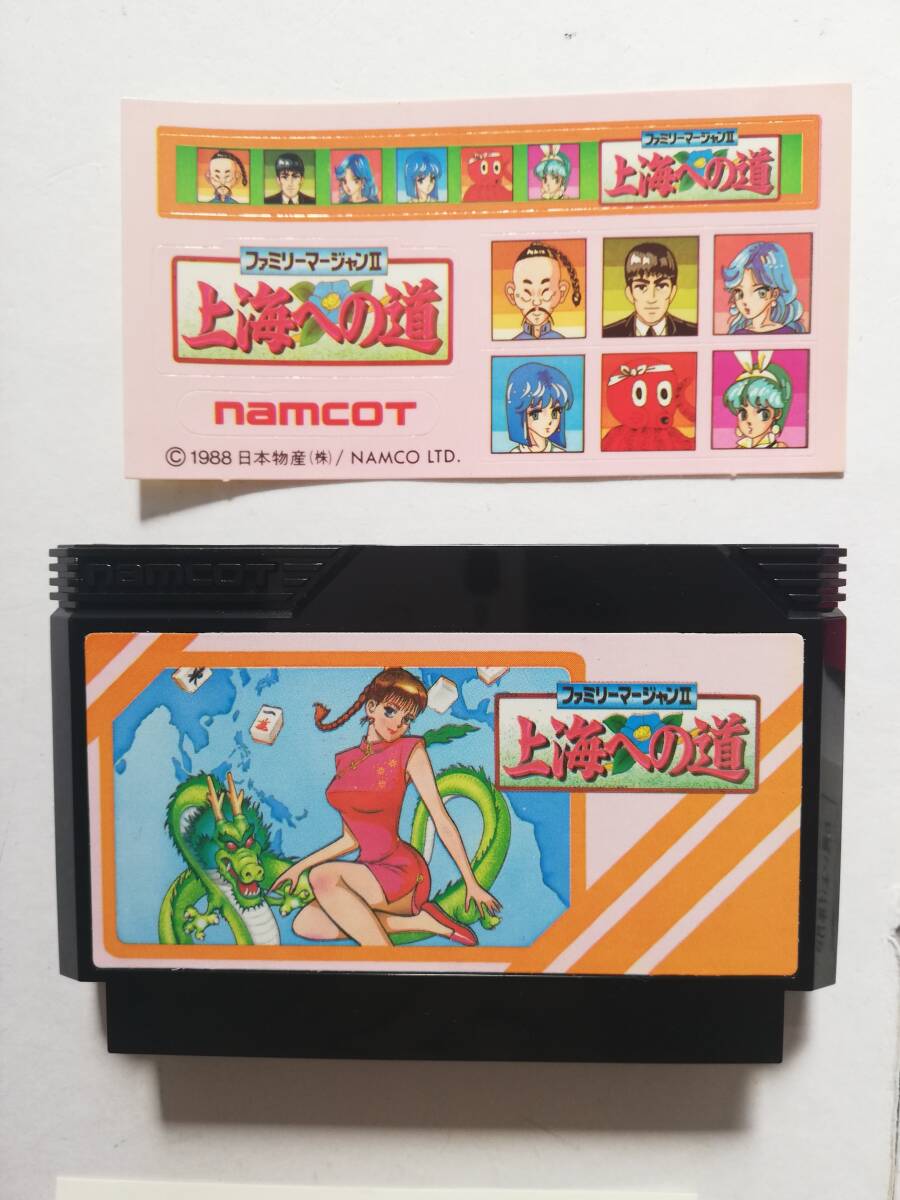 ファミリーマージャンII
上海への道
ファミリーマージャンII
上海への道
namcot
© 1988 日本物産(株)/ NAMCO LTD.
namcot
ファミリーマージャンII
上海への道
一